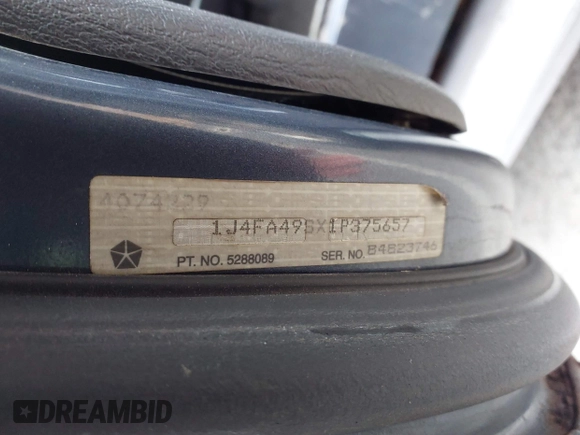 1J4FA49SX1P375657
PT. NO. 5288089 SER. NO. B4823746
DREAMBID